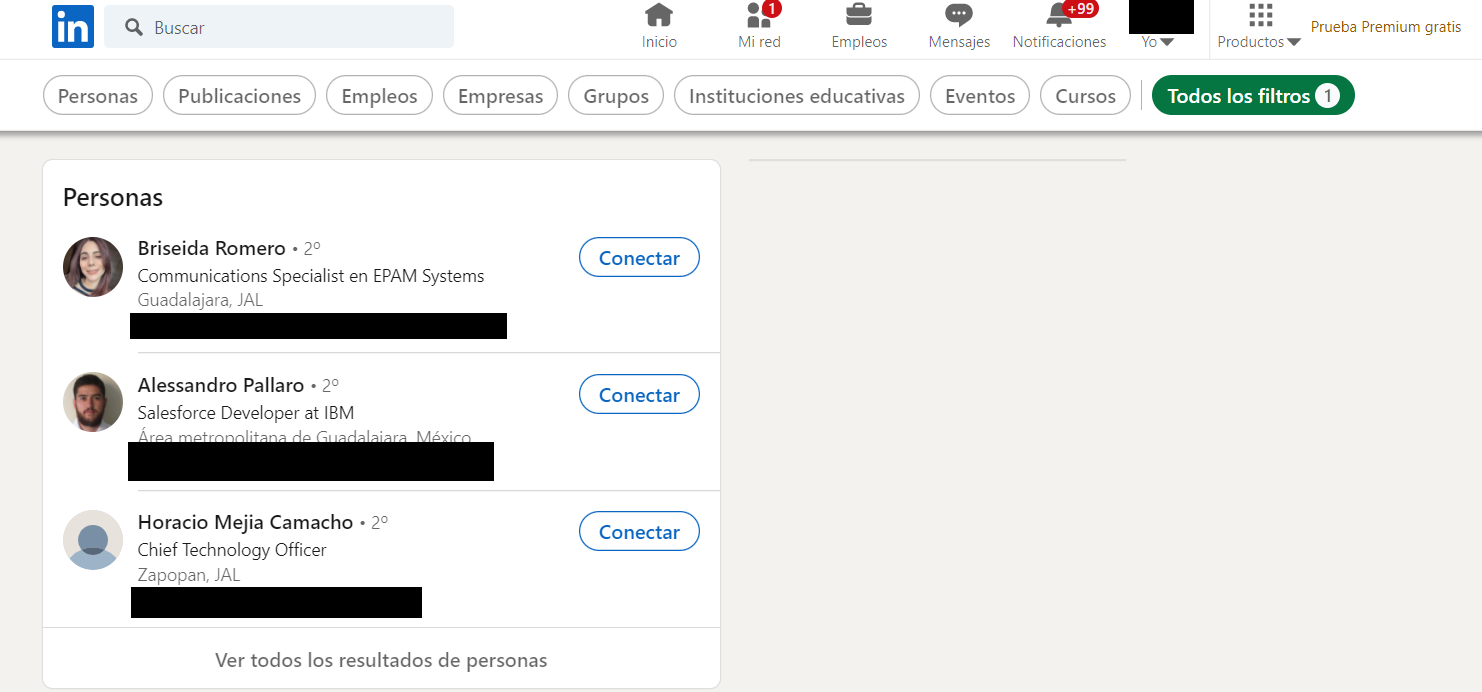 in
Buscar
Inicio
1
Mi red
Empleos
Mensajes
+99
Notificaciones
Yo
Productos
Prueba Premium gratis
Personas
Publicaciones
Empleos
Empresas
Grupos
Instituciones educativas
Eventos
Cursos
Todos los filtros 1
Personas
Briseida Romero • 2º
Conectar
Communications Specialist en EPAM Systems
Guadalajara, JAL
Alessandro Pallaro • 2º
Conectar
Salesforce Developer at IBM
Área metropolitana de Guadalajara, México
Horacio Mejia Camacho • 2º
Conectar
Chief Technology Officer
Zapopan, JAL
Ver todos los resultados de personas